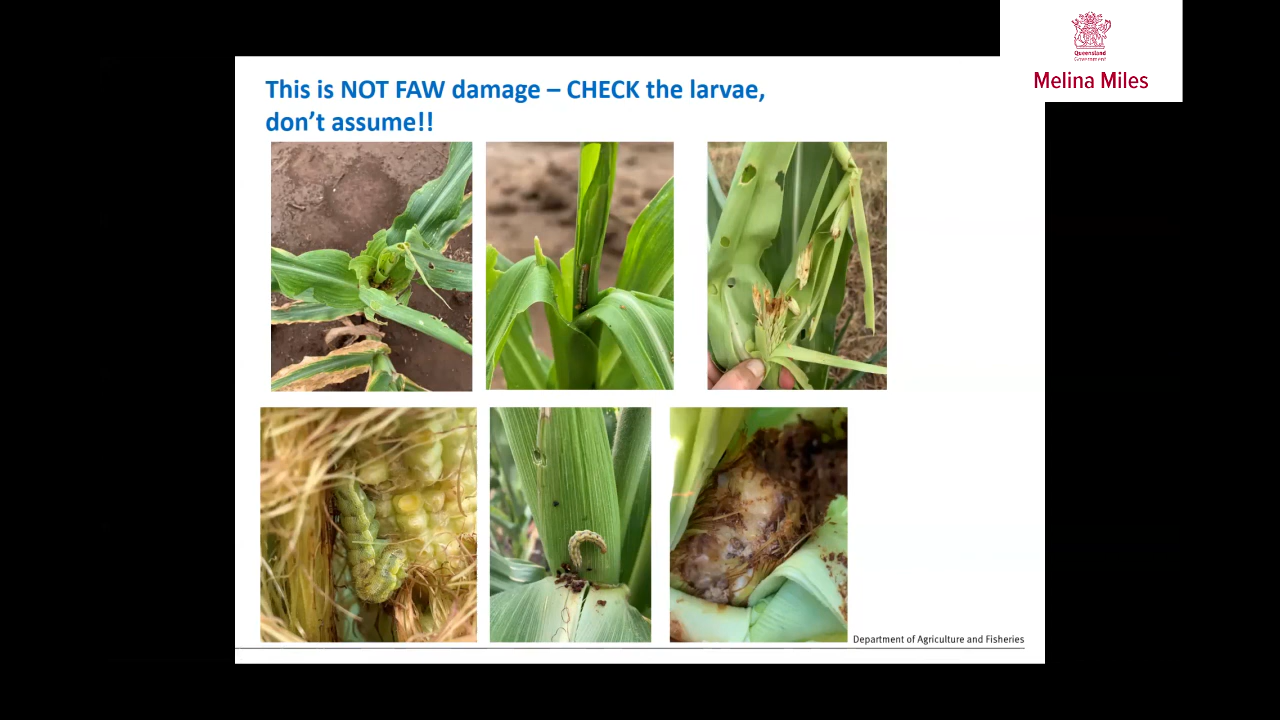 Queensland
Government
Melina Miles
This is NOT FAW damage – CHECK the larvae,
don't assume!!
Department of Agriculture and Fisheries